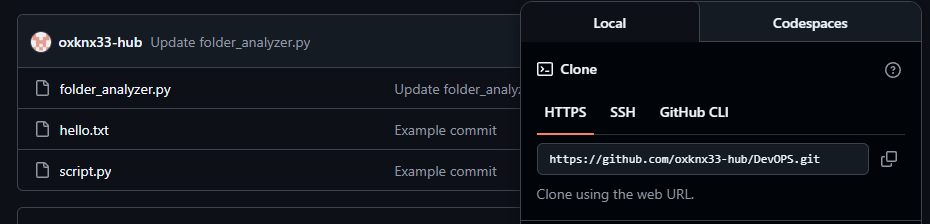 oxknx33-hub Update folder_analyzer.py
folder_analyzer.py Update folder_analyz
hello.txt Example commit
script.py Example commit
Local Codespaces
Clone
HTTPS SSH GitHub CLI
https://github.com/oxknx33-hub/DevOPS.git
Clone using the web URL.